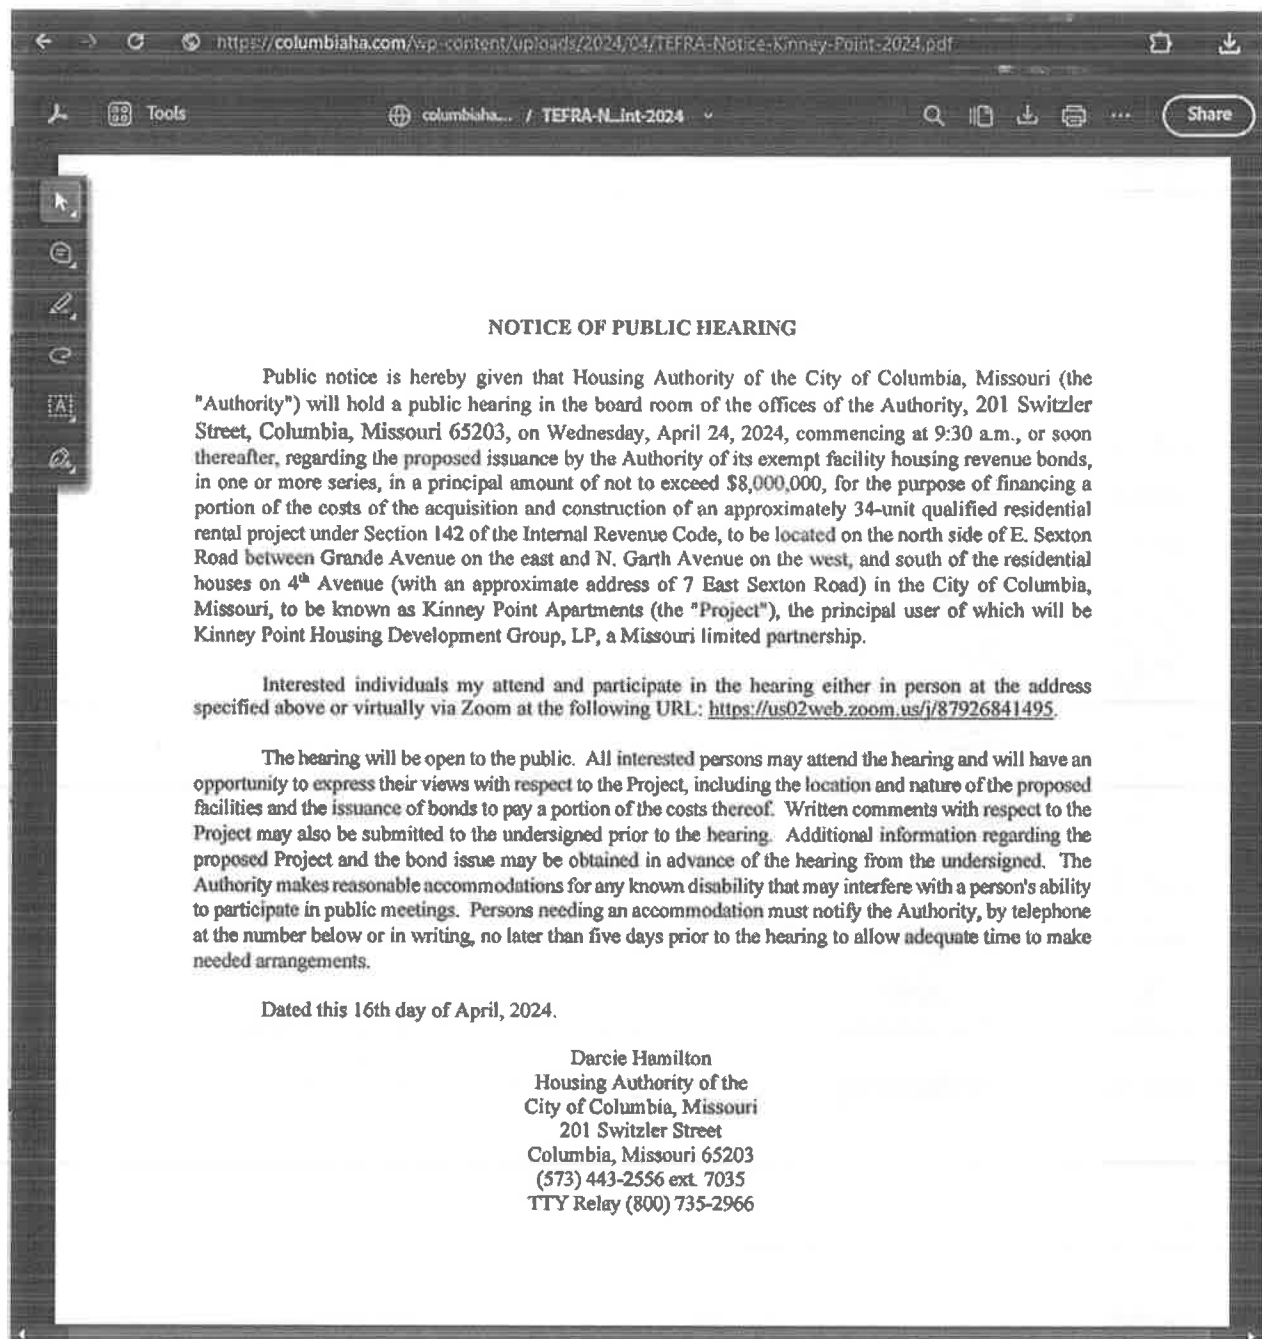 https://columbiaha.com/wp-content/uploads/2024/04/TEFRA-Notice-Kinney-Point-2024.pdf
Tools
columbiaha... / TEFRA-N_int-2024
Share
NOTICE OF PUBLIC HEARING
Public notice is hereby given that Housing Authority of the City of Columbia, Missouri (the
"Authority") will hold a public hearing in the board room of the offices of the Authority, 201 Switzler
Street, Columbia, Missouri 65203, on Wednesday, April 24, 2024, commencing at 9:30 a.m., or soon
thereafter, regarding the proposed issuance by the Authority of its exempt facility housing revenue bonds,
in one or more series, in a principal amount of not to exceed $8,000,000, for the purpose of financing a
portion of the costs of the acquisition and construction of an approximately 34-unit qualified residential
rental project under Section 142 of the Internal Revenue Code, to be located on the north side of E. Sexton
Road between Grande Avenue on the east and N. Garth Avenue on the west, and south of the residential
houses on 4th Avenue (with an approximate address of 7 East Sexton Road) in the City of Columbia,
Missouri, to be known as Kinney Point Apartments (the "Project"), the principal user of which will be
Kinney Point Housing Development Group, LP, a Missouri limited partnership.
Interested individuals my attend and participate in the hearing either in person at the address
specified above or virtually via Zoom at the following URL: https://us02web.zoom.us/j/87926841495.
The hearing will be open to the public. All interested persons may attend the hearing and will have an
opportunity to express their views with respect to the Project, including the location and nature of the proposed
facilities and the issuance of bonds to pay a portion of the costs thereof. Written comments with respect to the
Project may also be submitted to the undersigned prior to the hearing. Additional information regarding the
proposed Project and the bond issue may be obtained in advance of the hearing from the undersigned. The
Authority makes reasonable accommodations for any known disability that may interfere with a person's ability
to participate in public meetings. Persons needing an accommodation must notify the Authority, by telephone
at the number below or in writing, no later than five days prior to the hearing to allow adequate time to make
needed arrangements.
Dated this 16th day of April, 2024.
Darcie Hamilton
Housing Authority of the
City of Columbia, Missouri
201 Switzler Street
Columbia, Missouri 65203
(573) 443-2556 ext. 7035
TTY Relay (800) 735-2966